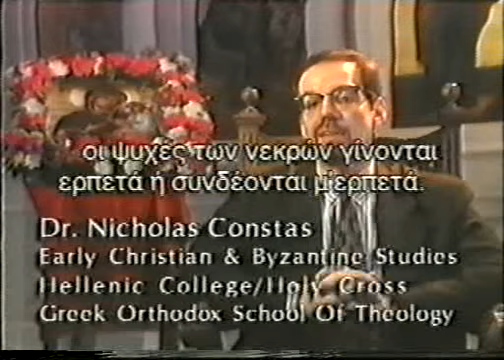 οι ψυχές των νεκρών γίνονται
ερπετά ή συνδέονται μ'ερπετά.
Dr. Nicholas Constas
Early Christian & Byzantine Studies
Hellenic College/Holy Cross
Greek Orthodox School Of Theology